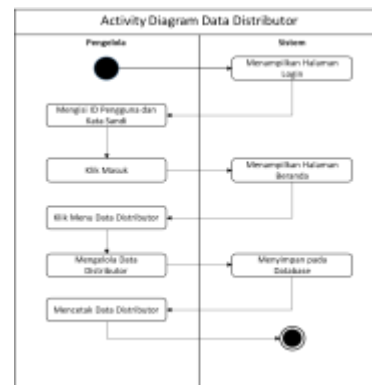 Activity Diagram Data Distributor
Pengelola
Sistem
Menampilkan Halaman
Login
Mengisi ID Pengguna dan
Kata Sandi
Klik Masuk
Menampilkan Halaman
Beranda
Klik Menu Data Distributor
Mengelola Data
Distributor
Menyimpan pada
Database
Mencetak Data Distributor